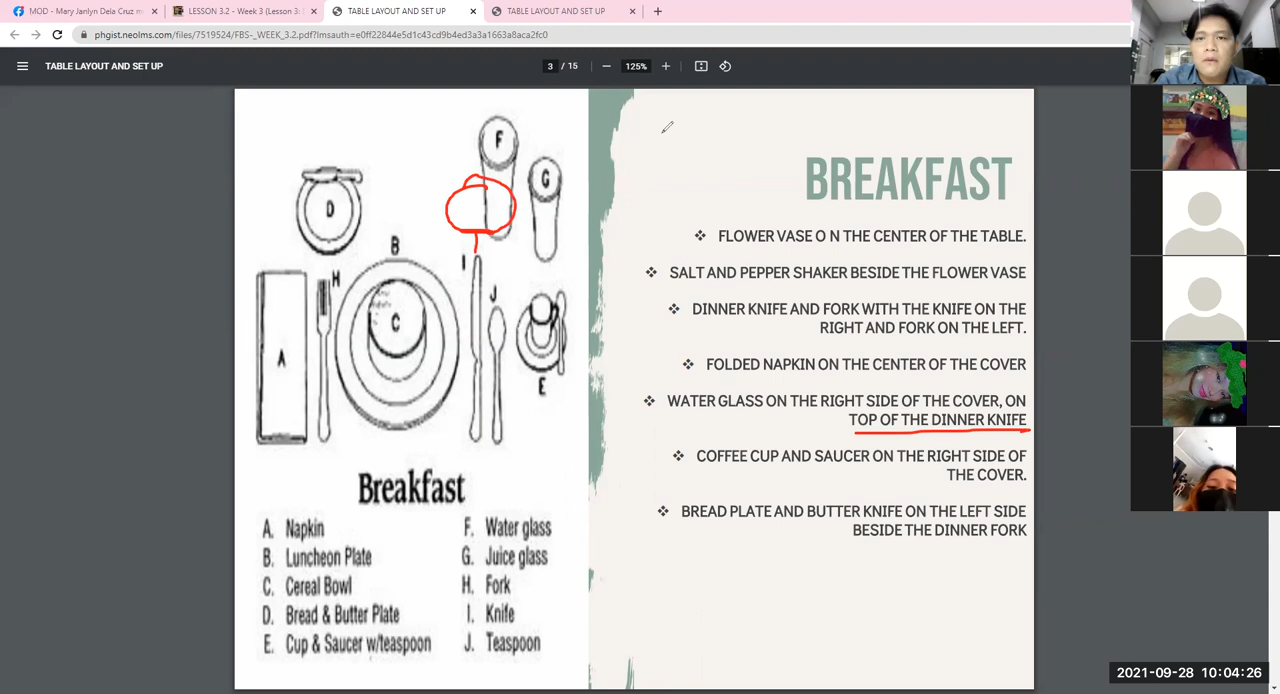 MOD - Mary Janlyn Dela Cruz m
LESSON 3.2 - Week 3 (Lesson 3:
TABLE LAYOUT AND SET UP
TABLE LAYOUT AND SET UP
phgist.neolms.com/files/7519524/FBS-_WEEK_3.2.pdf?lmsauth=e0ff22844e5d1c43cd9b4ed3a3a1663a8aca2fc0
TABLE LAYOUT AND SET UP
3 / 15
125%
F
G
D
B
I
H
J
C
A
E
Breakfast
A. Napkin
B. Luncheon Plate
C. Cereal Bowl
D. Bread & Butter Plate
E. Cup & Saucer w/teaspoon
F. Water glass
G. Juice glass
H. Fork
I. Knife
J. Teaspoon
BREAKFAST
❖ FLOWER VASE O N THE CENTER OF THE TABLE.
❖ SALT AND PEPPER SHAKER BESIDE THE FLOWER VASE
❖ DINNER KNIFE AND FORK WITH THE KNIFE ON THE
RIGHT AND FORK ON THE LEFT.
❖ FOLDED NAPKIN ON THE CENTER OF THE COVER
❖ WATER GLASS ON THE RIGHT SIDE OF THE COVER, ON
TOP OF THE DINNER KNIFE
❖ COFFEE CUP AND SAUCER ON THE RIGHT SIDE OF
THE COVER.
❖ BREAD PLATE AND BUTTER KNIFE ON THE LEFT SIDE
BESIDE THE DINNER FORK
2021-09-28 10:04:26